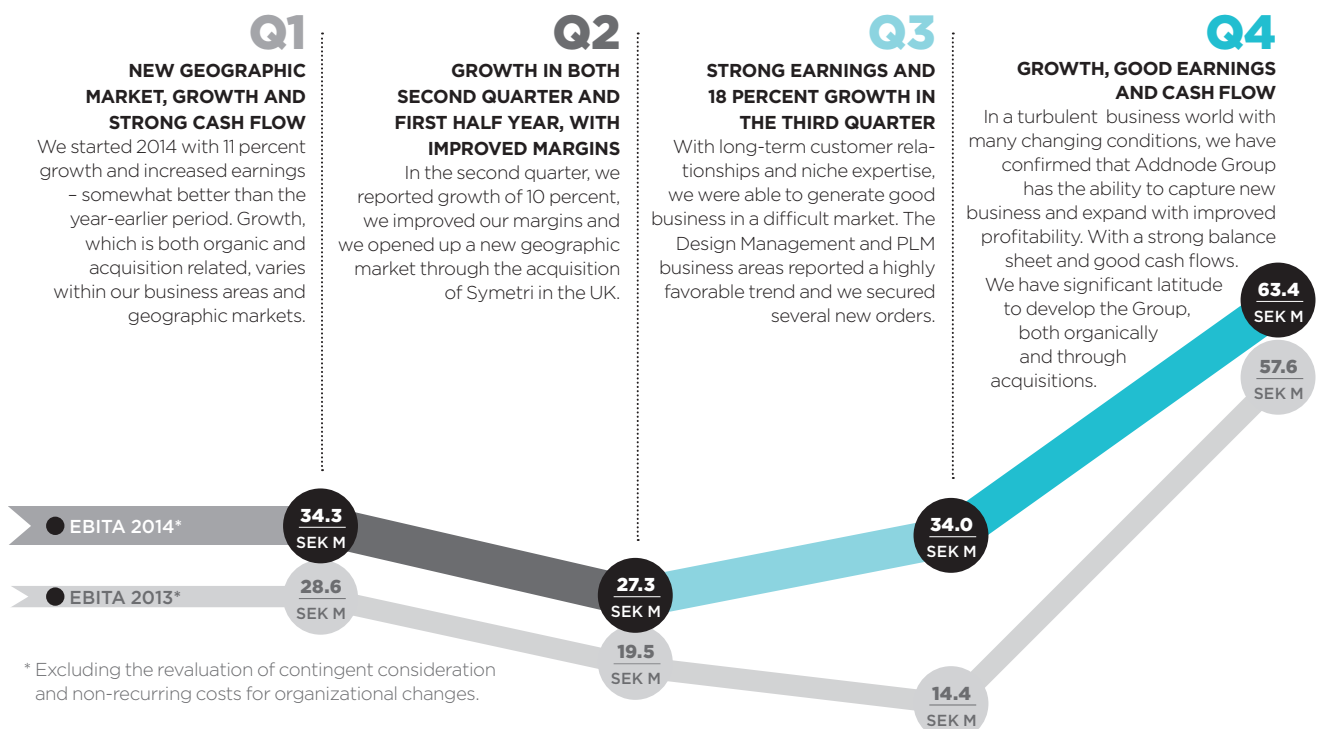 Q1
NEW GEOGRAPHIC
MARKET, GROWTH AND
STRONG CASH FLOW
We started 2014 with 11 percent
growth and increased earnings
– somewhat better than the
year-earlier period. Growth,
which is both organic and
acquisition related, varies
within our business areas and
geographic markets.
Q2
GROWTH IN BOTH
SECOND QUARTER AND
FIRST HALF YEAR, WITH
IMPROVED MARGINS
In the second quarter, we
reported growth of 10 percent,
we improved our margins and
we opened up a new geographic
market through the acquisition
of Symetri in the UK.
Q3
STRONG EARNINGS AND
18 PERCENT GROWTH IN
THE THIRD QUARTER
With long-term customer rela-
tionships and niche expertise,
we were able to generate good
business in a difficult market. The
Design Management and PLM
business areas reported a highly
favorable trend and we secured
several new orders.
Q4
GROWTH, GOOD EARNINGS
AND CASH FLOW
In a turbulent business world with
many changing conditions, we have
confirmed that Addnode Group
has the ability to capture new
business and expand with improved
profitability. With a strong balance
sheet and good cash flows.
We have significant latitude
to develop the Group,
both organically
and through
acquisitions.
EBITA 2014*
34.3
SEK M
27.3
SEK M
34.0
SEK M
63.4
SEK M
EBITA 2013*
28.6
SEK M
19.5
SEK M
14.4
SEK M
57.6
SEK M
* Excluding the revaluation of contingent consideration
and non-recurring costs for organizational changes.